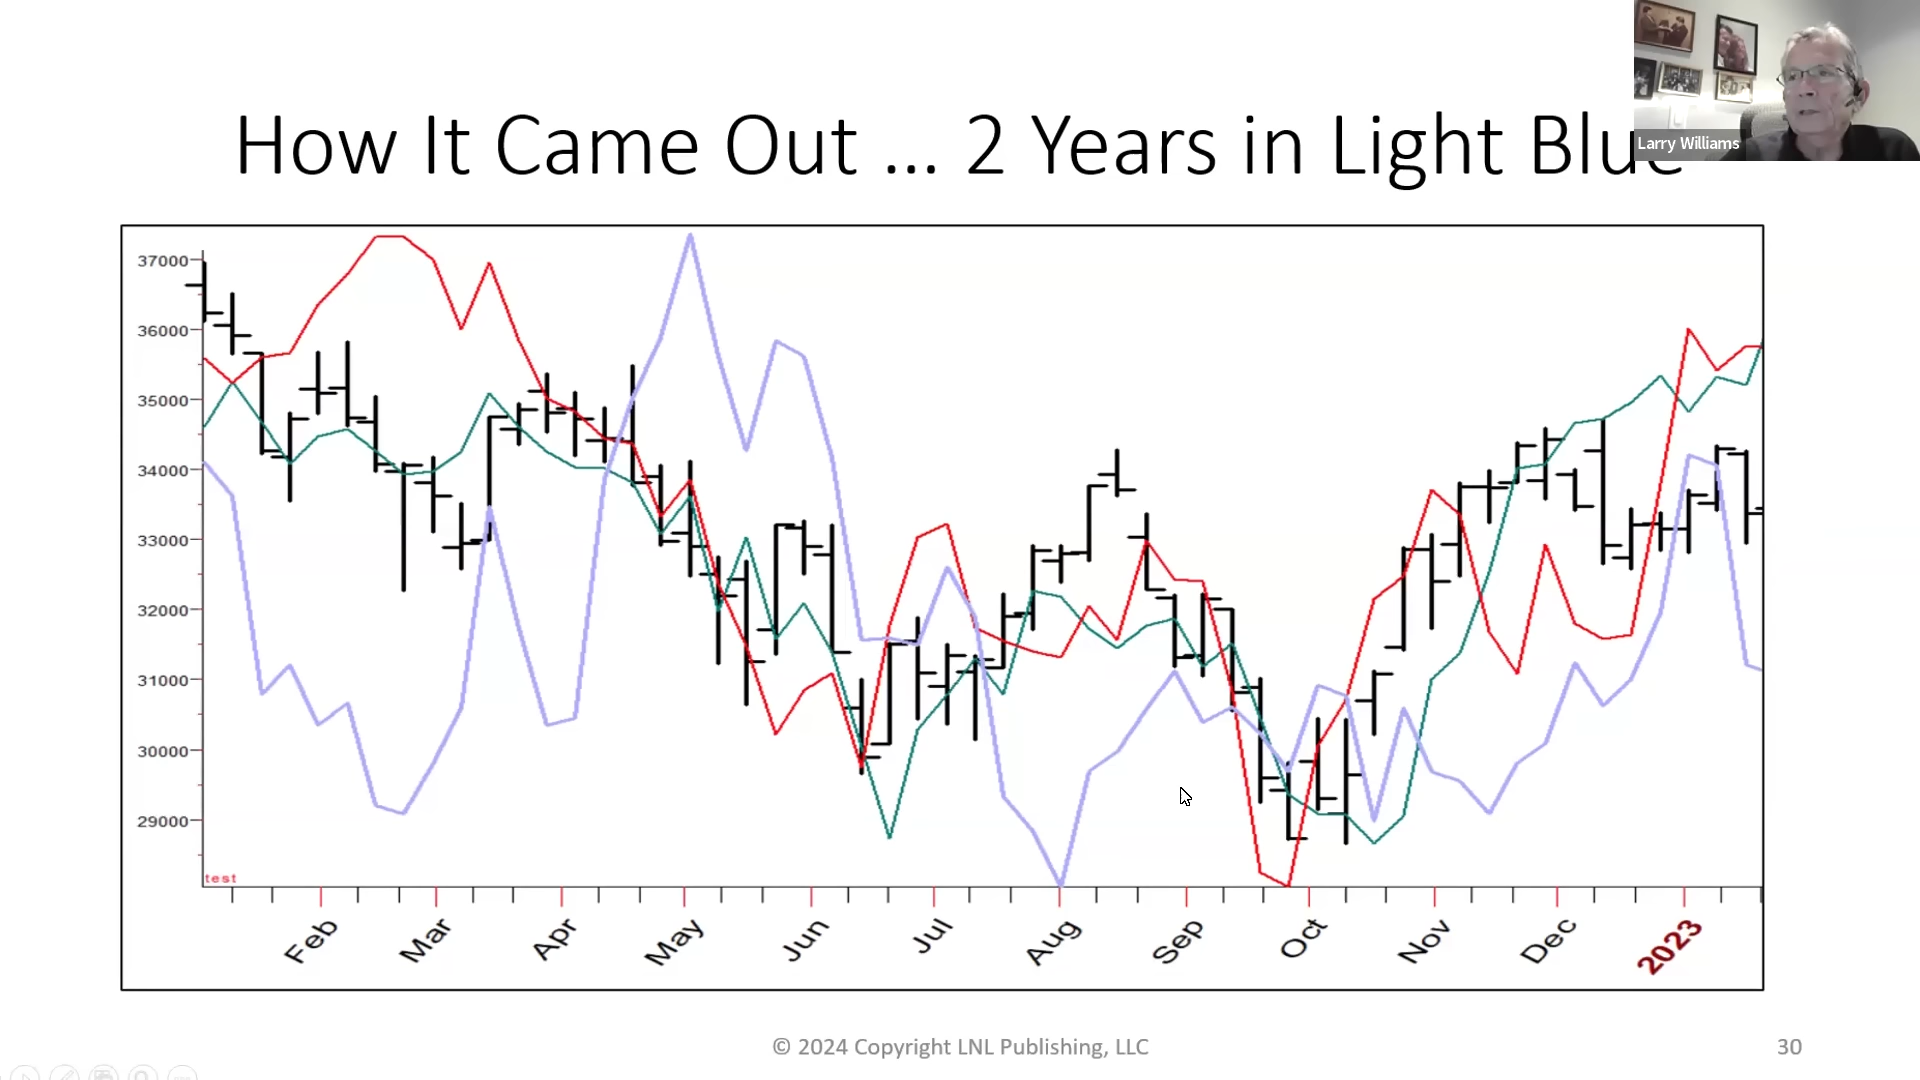 How It Came Out ... 2 Years in Light Blue
Larry Williams
37000
36000
35000
34000
33000
32000
31000
30000
29000
test
Feb
Mar
Apr
May
Jun
Jul
Aug
Sep
Oct
Nov
Dec
2023
© 2024 Copyright LNL Publishing, LLC
30